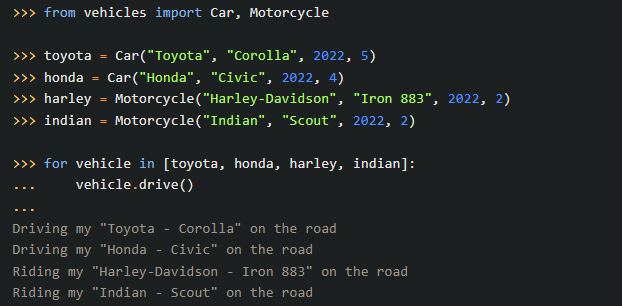 >>> from vehicles import Car, Motorcycle
>>> toyota = Car("Toyota", "Corolla", 2022, 5)
>>> honda = Car("Honda", "Civic", 2022, 4)
>>> harley = Motorcycle("Harley-Davidson", "Iron 883", 2022, 2)
>>> indian = Motorcycle("Indian", "Scout", 2022, 2)
>>> for vehicle in [toyota, honda, harley, indian]:
...     vehicle.drive()
...
Driving my "Toyota - Corolla" on the road
Driving my "Honda - Civic" on the road
Riding my "Harley-Davidson - Iron 883" on the road
Riding my "Indian - Scout" on the road